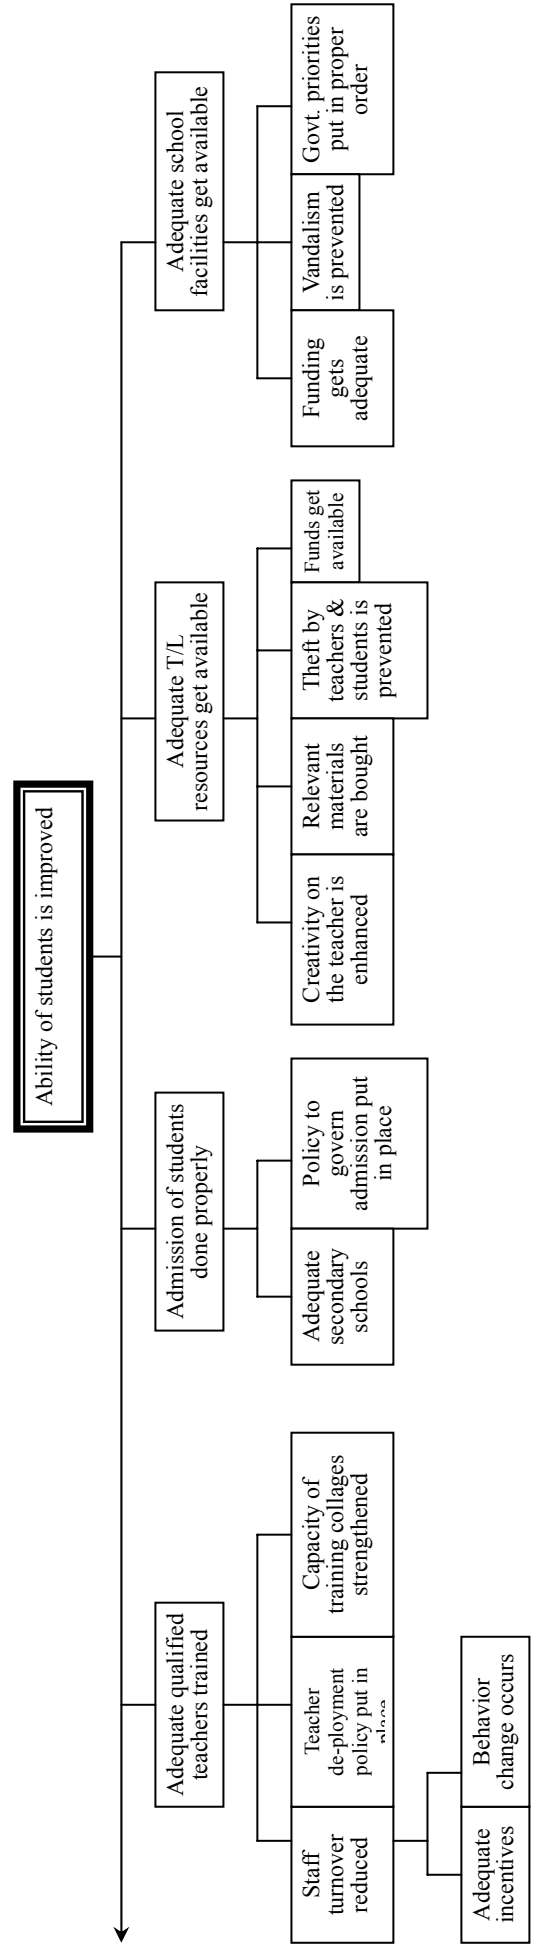 Ability of students is improved
Adequate qualified
teachers trained
Admission of students
done properly
Adequate T/L
resources get available
Adequate school
facilities get available
Staff
turnover
reduced
Teacher
de-ployment
policy put in
place
Capacity of
training collages
strengthened
Adequate
secondary
schools
Policy to
govern
admission put
in place
Creativity on
the teacher is
enhanced
Relevant
materials
are bought
Theft by
teachers &
students is
prevented
Funds get
available
Funding
gets
adequate
Vandalism
is prevented
Govt. priorities
put in proper
order
Adequate
incentives
Behavior
change occurs